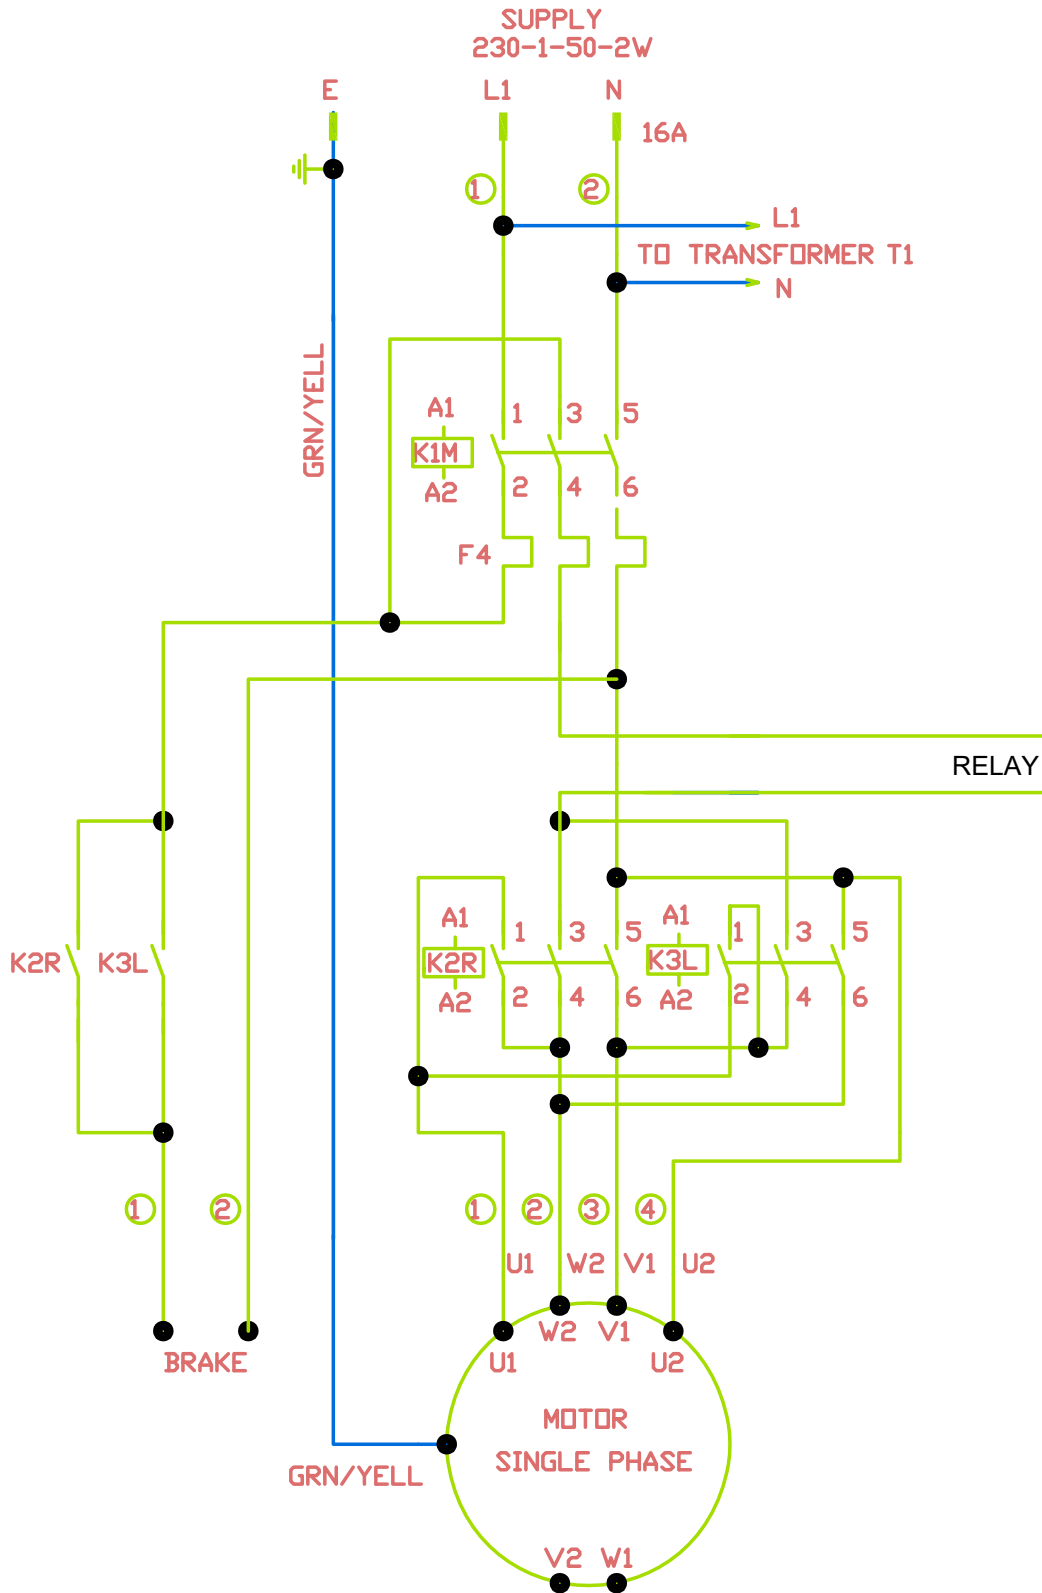 SUPPLY
230-1-50-2W
E
L1
N
16A
1
2
L1
TO TRANSFORMER T1
N
GRN/YELL
A1
1
3
5
K1M
A2
2
4
6
F4
RELAY
A1
1
3
5
A1
1
3
5
K2R
K3L
K2R
K3L
A2
2
4
6
A2
2
4
6
1
2
1
2
3
4
U1
W2
V1
U2
W2
V1
BRAKE
U1
U2
MOTOR
SINGLE PHASE
GRN/YELL
V2
W1